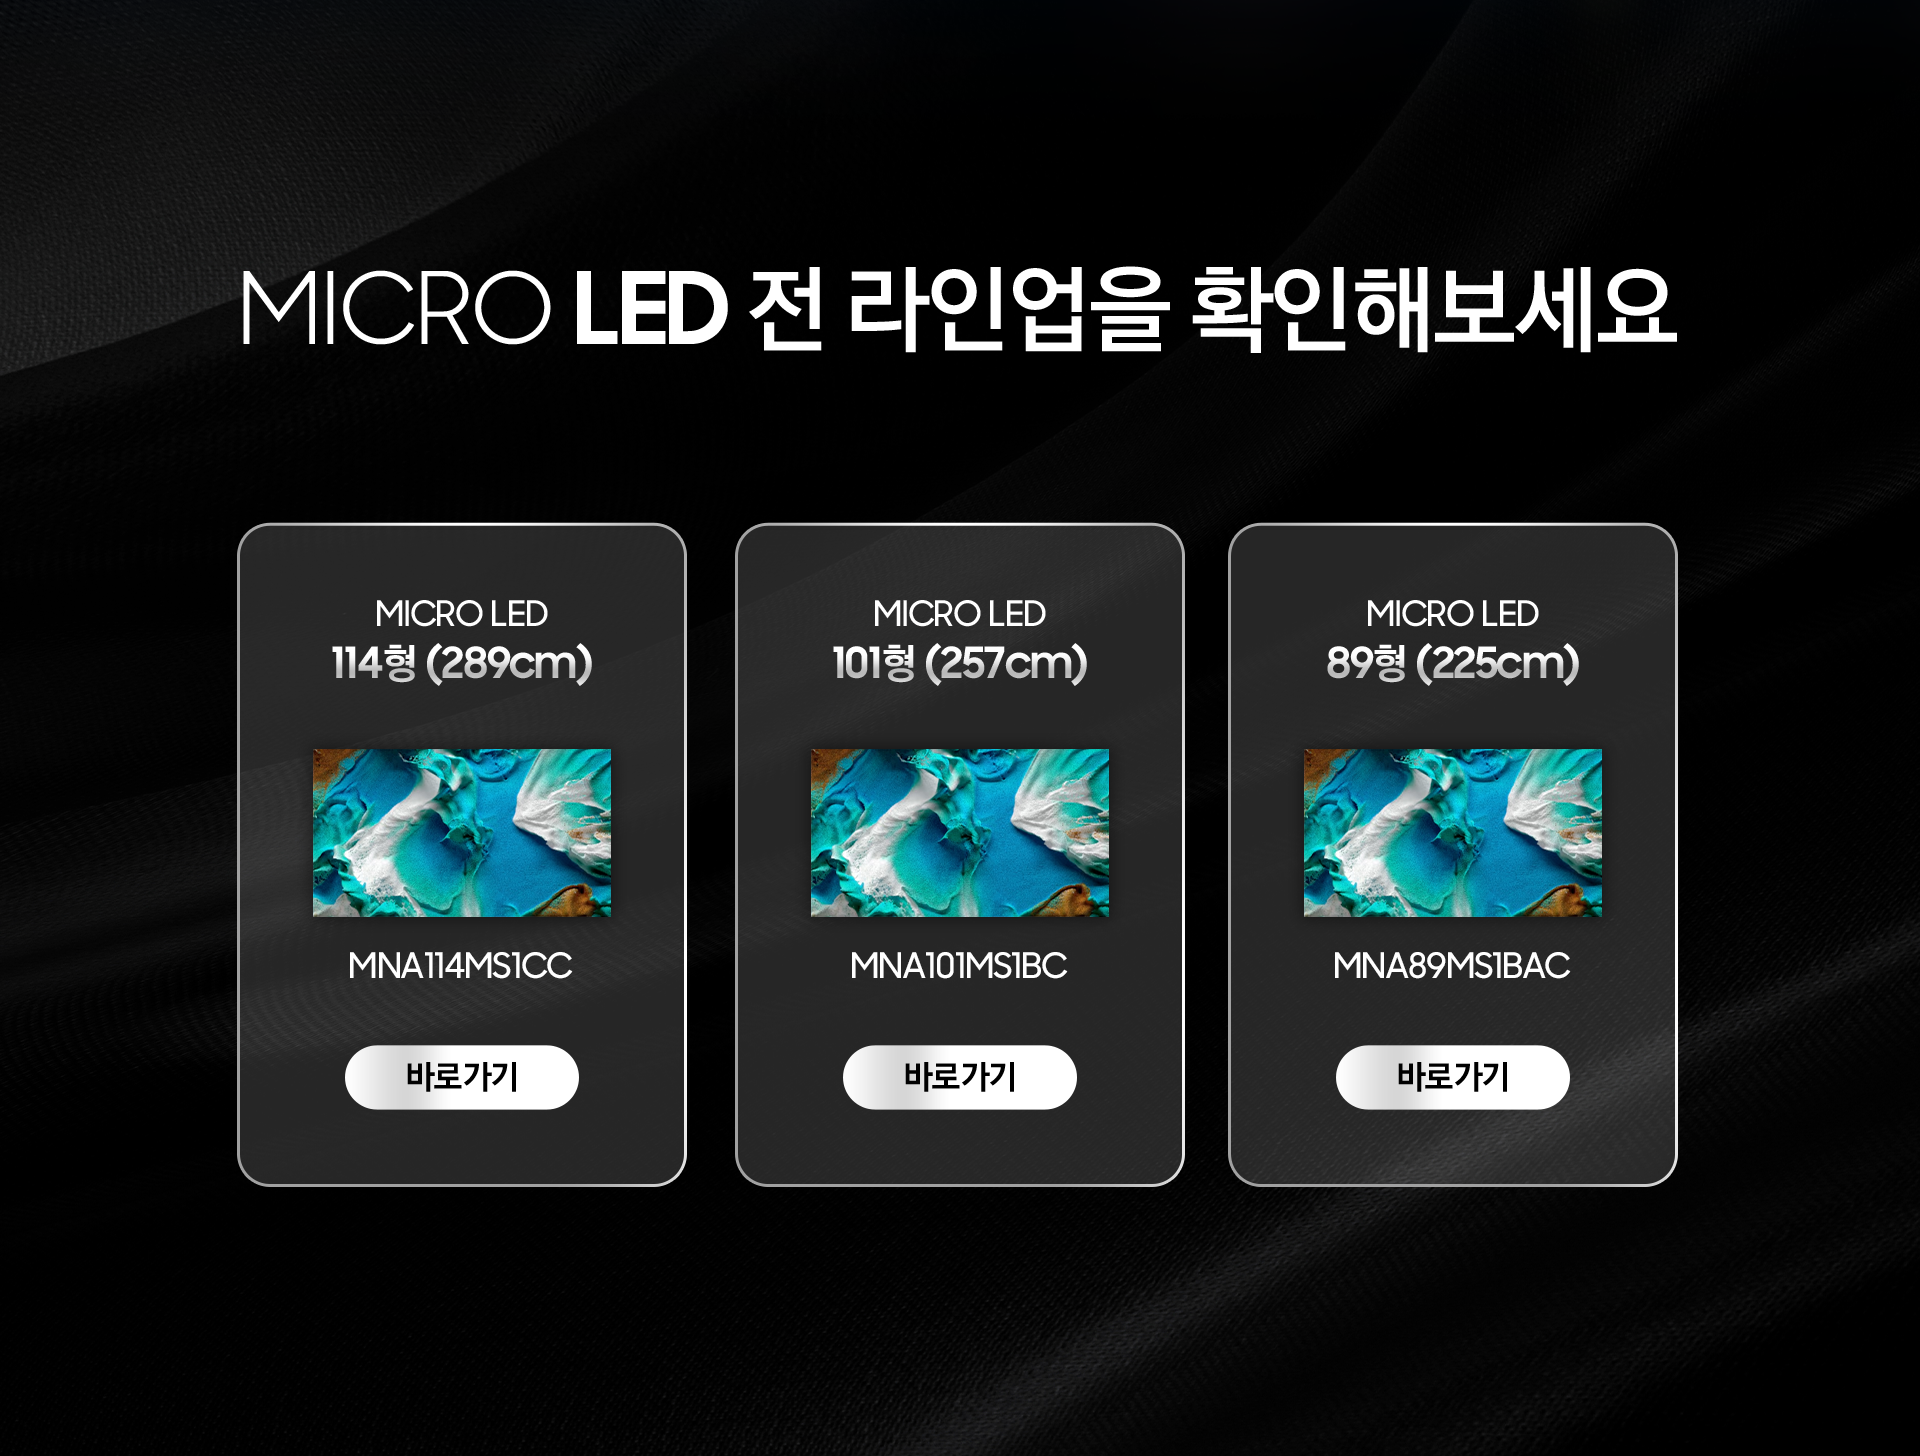 MICRO LED 전 라인업을 확인해보세요
MICRO LED
114형 (289cm)
MNA114MS1CC
바로가기
MICRO LED
101형 (257cm)
MNA101MS1BC
바로가기
MICRO LED
89형 (225cm)
MNA89MS1BAC
바로가기